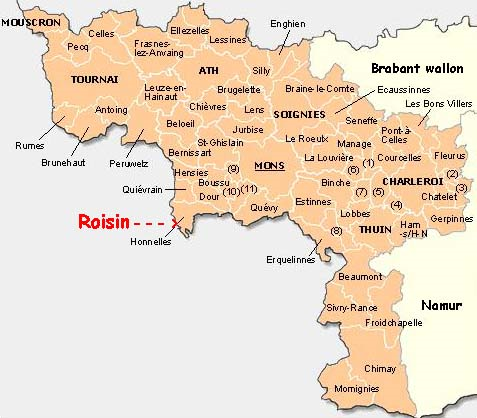 MOUSCRON
Celles
Pecq
Ellezelles
Lessines
Enghien
Frasnes-
lez-Anvaing
TOURNAI
ATH
Silly
Brabant wallon
Leuze-en-
Hainaut
Brugelette
Braine-le-Comte
Ecaussinnes
Les Bons Villers
Antoing
Chièvres
Lens
SOIGNIES
Seneffe
Pont-à-
Celles
Rumes
Beloeil
Jurbise
Brunehaut
Peruwelz
St-Ghislain
Le Roeulx
Manage
Bernissart
MONS
La Louvière
(1)
Courcelles
Fleurus
Hensies
(9)
(6)
(2)
Quiévrain
Boussu
Binche
CHARLEROI
(3)
Dour
(10)
(11)
(7)
(5)
Chatelet
Estinnes
(4)
Roisin
Quévy
Lobbes
Gerpinnes
Honnelles
(8)
THUIN
Ham
-s/H-N
Erquelinnes
Beaumont
Sivry-Rance
Namur
Froidchapelle
Chimay
Momignies